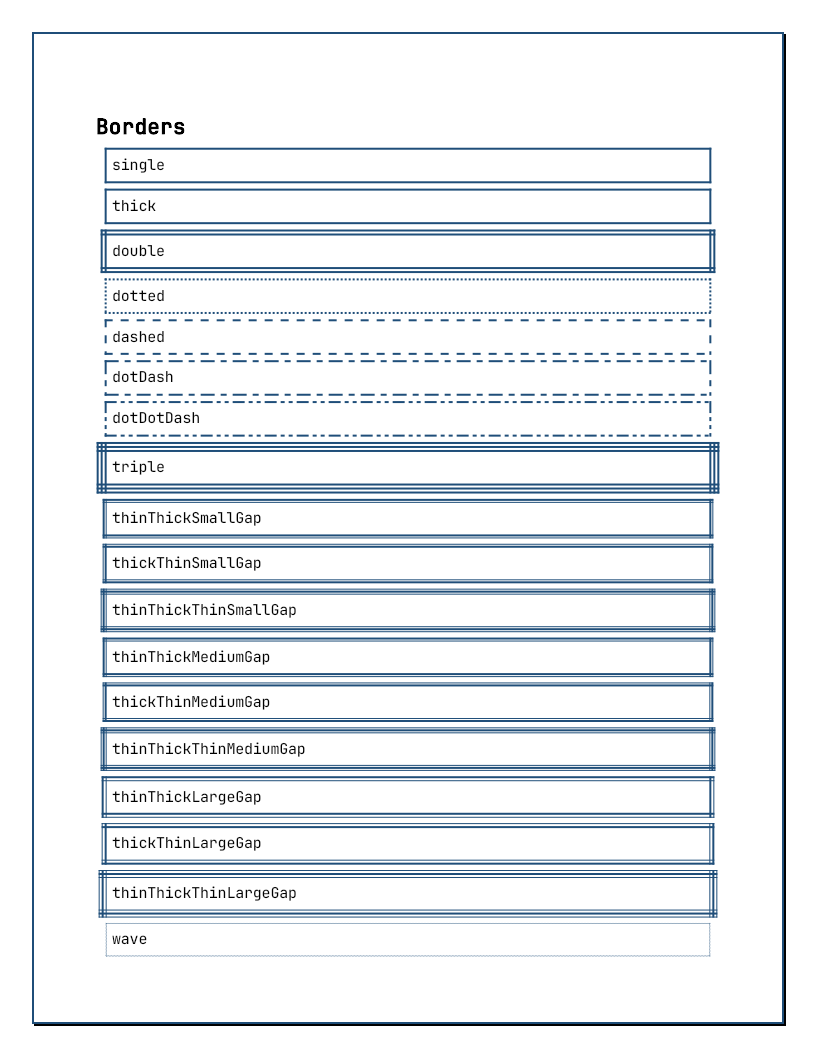 Borders
single
thick
double
dotted
dashed
dotDash
dotDotDash
triple
thinThickSmallGap
thickThinSmallGap
thinThickThinSmallGap
thinThickMediumGap
thickThinMediumGap
thinThickThinMediumGap
thinThickLargeGap
thickThinLargeGap
thinThickThinLargeGap
wave